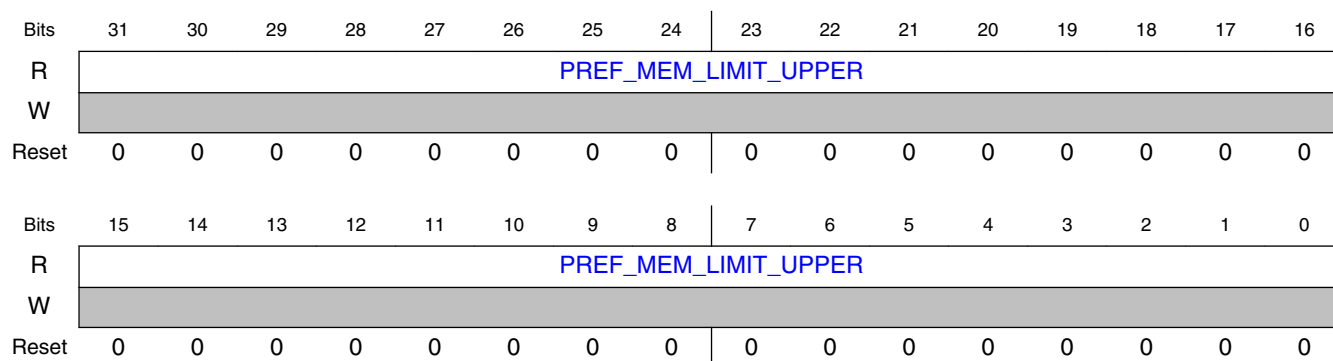 Bits 31 30 29 28 27 26 25 24 23 22 21 20 19 18 17 16
R PREF_MEM_LIMIT_UPPER
W
Reset 0 0 0 0 0 0 0 0 0 0 0 0 0 0 0 0
Bits 15 14 13 12 11 10 9 8 7 6 5 4 3 2 1 0
R PREF_MEM_LIMIT_UPPER
W
Reset 0 0 0 0 0 0 0 0 0 0 0 0 0 0 0 0